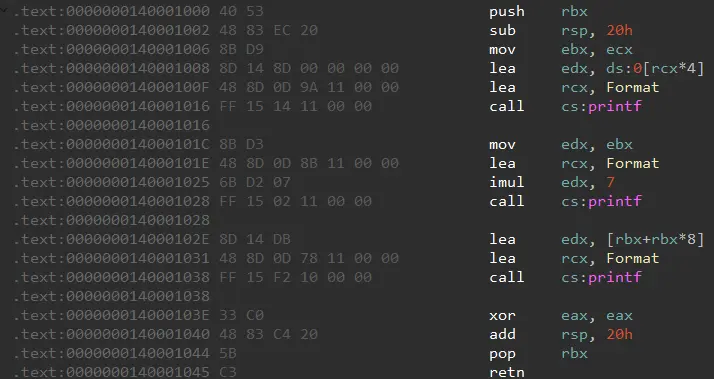 .text:0000000140001000 40 53 push rbx
.text:0000000140001002 48 83 EC 20 sub rsp, 20h
.text:0000000140001006 8B D9 mov ebx, ecx
.text:0000000140001008 8D 14 8D 00 00 00 00 lea edx, ds:0[rcx*4]
.text:000000014000100F 48 8D 0D 9A 11 00 00 lea rcx, Format
.text:0000000140001016 FF 15 14 11 00 00 call cs:printf
.text:0000000140001016
.text:000000014000101C 8B D3 mov edx, ebx
.text:000000014000101E 48 8D 0D 8B 11 00 00 lea rcx, Format
.text:0000000140001025 6B D2 07 imul edx, 7
.text:0000000140001028 FF 15 02 11 00 00 call cs:printf
.text:0000000140001028
.text:000000014000102E 8D 14 DB lea edx, [rbx+rbx*8]
.text:0000000140001031 48 8D 0D 78 11 00 00 lea rcx, Format
.text:0000000140001038 FF 15 F2 10 00 00 call cs:printf
.text:0000000140001038
.text:000000014000103E 33 C0 xor eax, eax
.text:0000000140001040 48 83 C4 20 add rsp, 20h
.text:0000000140001044 5B pop rbx
.text:0000000140001045 C3 retn